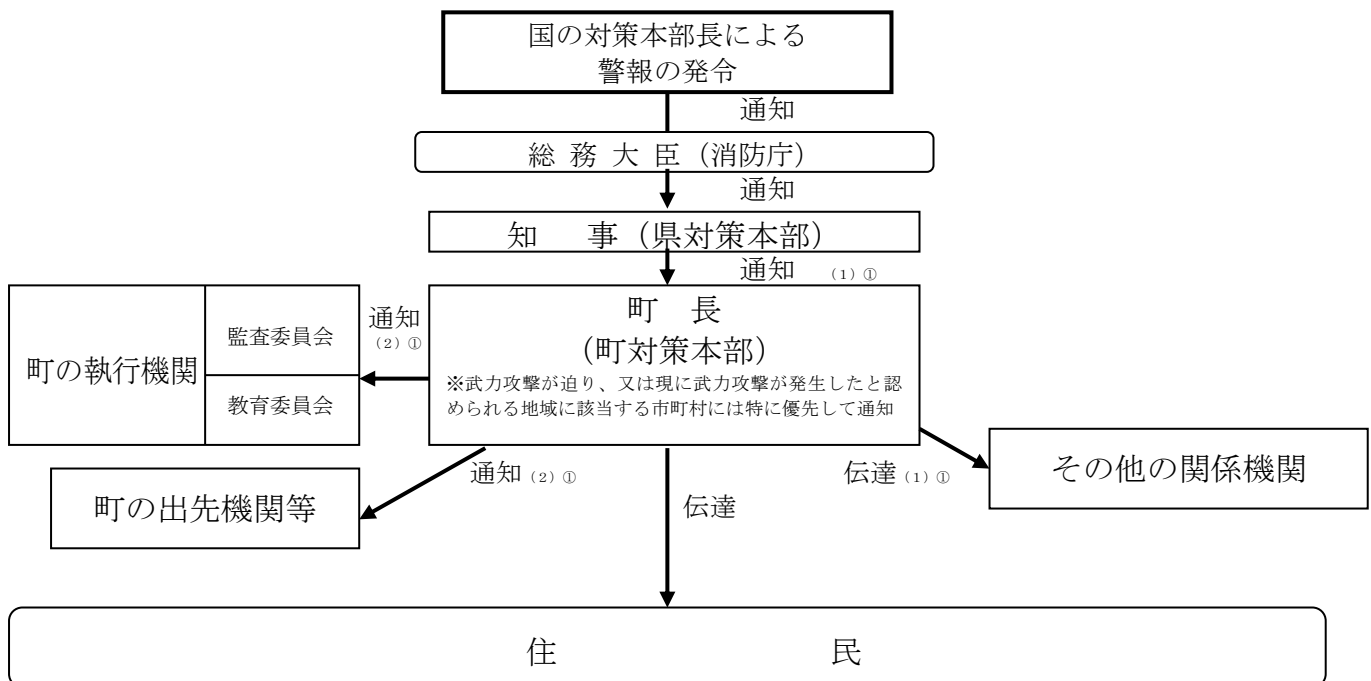 国の対策本部長による
警報の発令
通知
総 務 大 臣（消防庁）
通知
知　　事（県対策本部）
通知　（1）①
町　長
（町対策本部）
※武力攻撃が迫り、又は現に武力攻撃が発生したと認
められる地域に該当する市町村には特に優先して通知
通知
（2）①
町の執行機関
監査委員会
教育委員会
通知（2）①
町の出先機関等
伝達
伝達（1）①
その他の関係機関
住　　　　　　　民